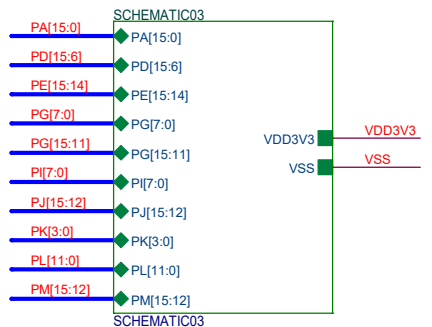 SCHEMATIC03
PA[15:0] PA[15:0]
PD[15:6] PD[15:6]
PE[15:14] PE[15:14]
PG[7:0] PG[7:0]
VDD3V3 VDD3V3
PG[15:11] PG[15:11]
VSS VSS
PI[7:0] PI[7:0]
PJ[15:12] PJ[15:12]
PK[3:0] PK[3:0]
PL[11:0] PL[11:0]
PM[15:12] PM[15:12]
SCHEMATIC03